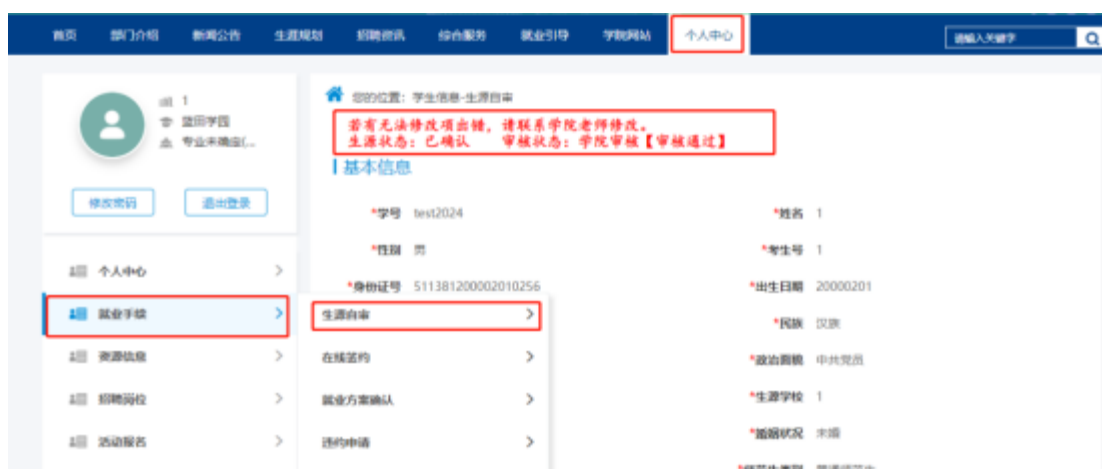 首页 部门介绍 新闻公告 生涯规划 招聘资讯 综合服务 就业引导 学院网站 个人中心 请输入关键字
1
蓝田学园
专业未确定(...
修改密码 退出登录
您的位置：学生信息-生源自审
若有无法修改项出错，请联系学院老师修改。
生源状态：已确认 审核状态：学院审核【审核通过】
基本信息
*学号 test2024 *姓名 1
*性别 男 *考生号 1
*身份证号 511381200002010256 *出生日期 20000201
*民族 汉族
*政治面貌 中共党员
*生源学校 1
*婚姻状况 未婚
个人中心
就业手续
资源信息
招聘岗位
活动报名
生源自审
在线签约
就业方案确认
违约申请